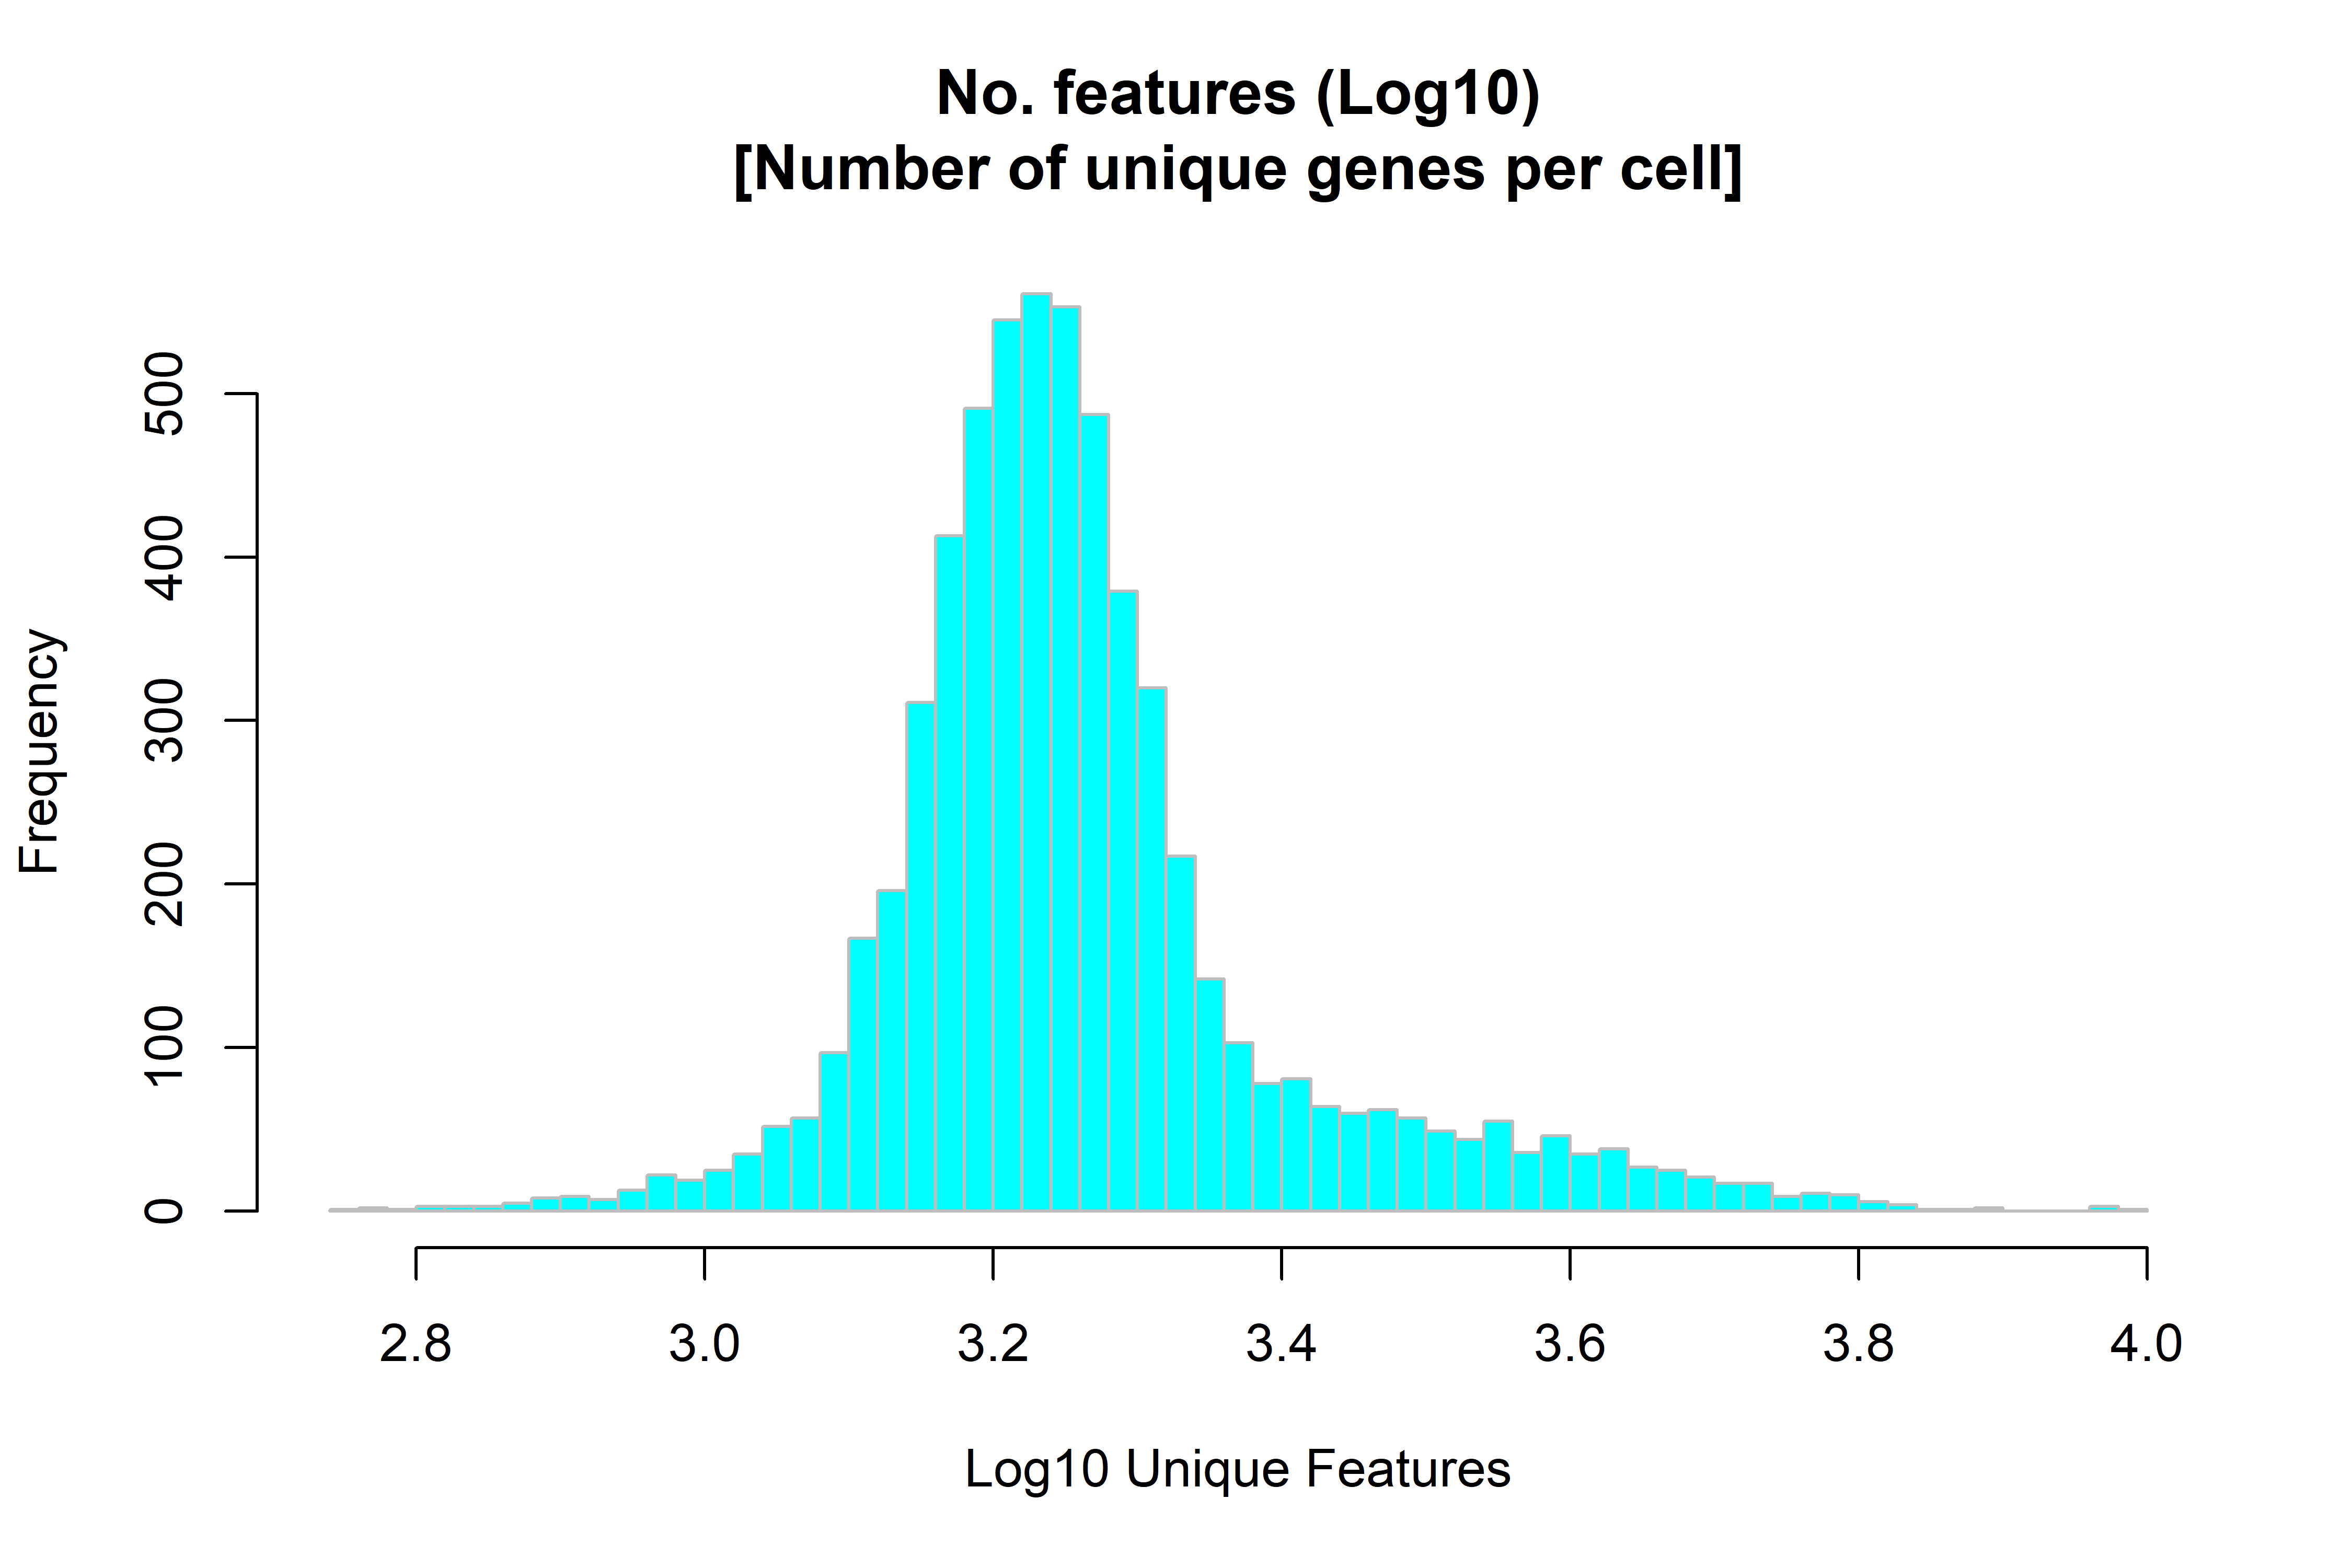 No. features (Log10)
[Number of unique genes per cell]
Frequency
500
400
300
200
100
0
2.8 3.0 3.2 3.4 3.6 3.8 4.0
Log10 Unique Features